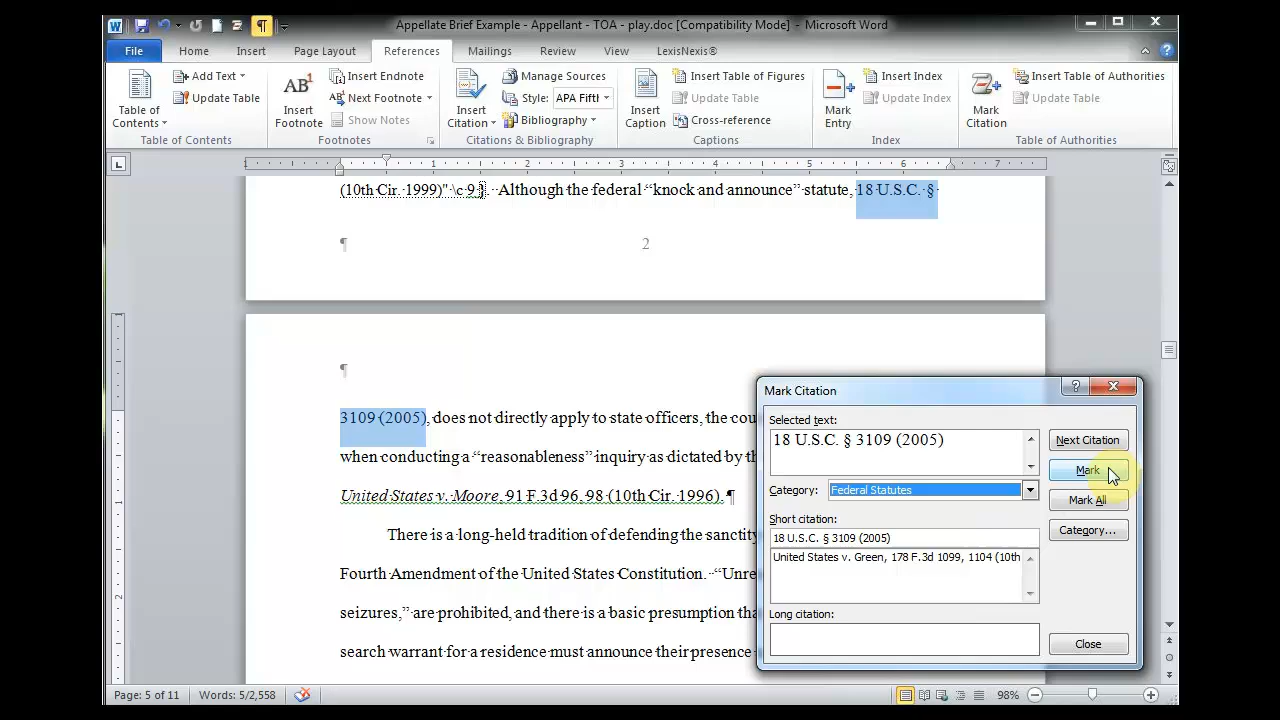 Appellate Brief Example - Appellant - TOA - play.doc [Compatibility Mode] - Microsoft Word
File Home Insert Page Layout References Mailings Review View LexisNexis®
Table of Contents
Add Text
Update Table
Table of Contents
AB¹
Insert Footnote
Insert Endnote
Next Footnote
Show Notes
Footnotes
Insert Citation
Manage Sources
Style: APA Fift
Bibliography
Citations & Bibliography
Insert Caption
Insert Table of Figures
Update Table
Cross-reference
Captions
Mark Entry
Insert Index
Update Index
Index
Mark Citation
Insert Table of Authorities
Update Table
Table of Authorities
1 1 2 3 4 5 6 7
(10th Cir. 1999)" \c 9 }. Although the federal “knock and announce” statute, 18 U.S.C. §
¶ 2
¶
3109 (2005), does not directly apply to state officers, the cou
when conducting a “reasonableness” inquiry as dictated by th
United States v. Moore, 91 F.3d 96, 98 (10th Cir. 1996). ¶
There is a long-held tradition of defending the sanctity
Fourth Amendment of the United States Constitution. “Unre
seizures,” are prohibited, and there is a basic presumption tha
search warrant for a residence must announce their presence
Mark Citation
Selected text:
18 U.S.C. § 3109 (2005)
Next Citation
Mark
Category: Federal Statutes
Mark All
Short citation:
18 U.S.C. § 3109 (2005)
Category...
United States v. Green, 178 F.3d 1099, 1104 (10th
Long citation:
Close
Page: 5 of 11 Words: 5/2,558 98%